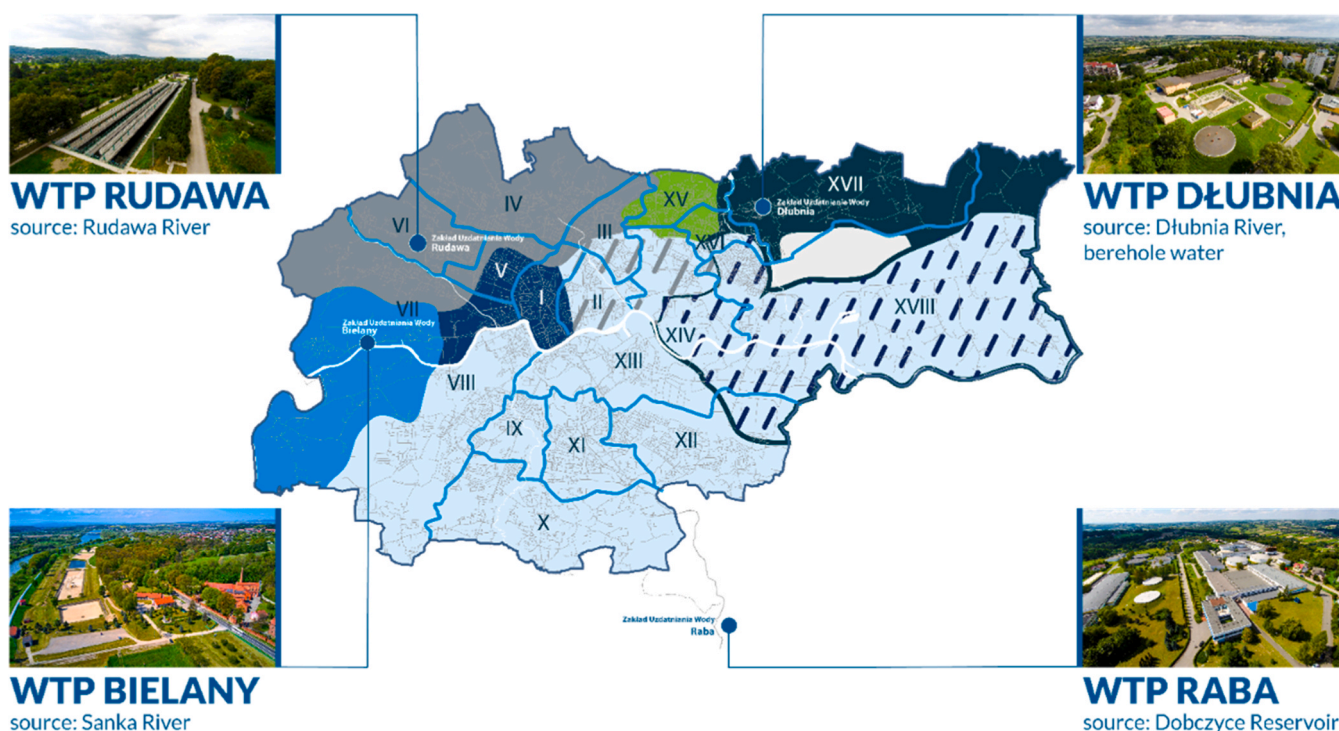 WTP RUDAWA
source: Rudawa River
WTP DŁUBNIA
source: Dłubnia River,
berehole water
IV
VI
III
XV
XVII
Zakład Uzdatniania Wody
Dłubnia
Zakład Uzdatniania Wody
Rudawa
XVI
V
I
II
VII
Zakład Uzdatniania Wody
Bielany
XVIII
XIV
VIII
XIII
IX
XI
XII
X
Zakład Uzdatniania Wody
Raba
WTP BIELANY
source: Sanka River
WTP RABA
source: Dobczyce Reservoir